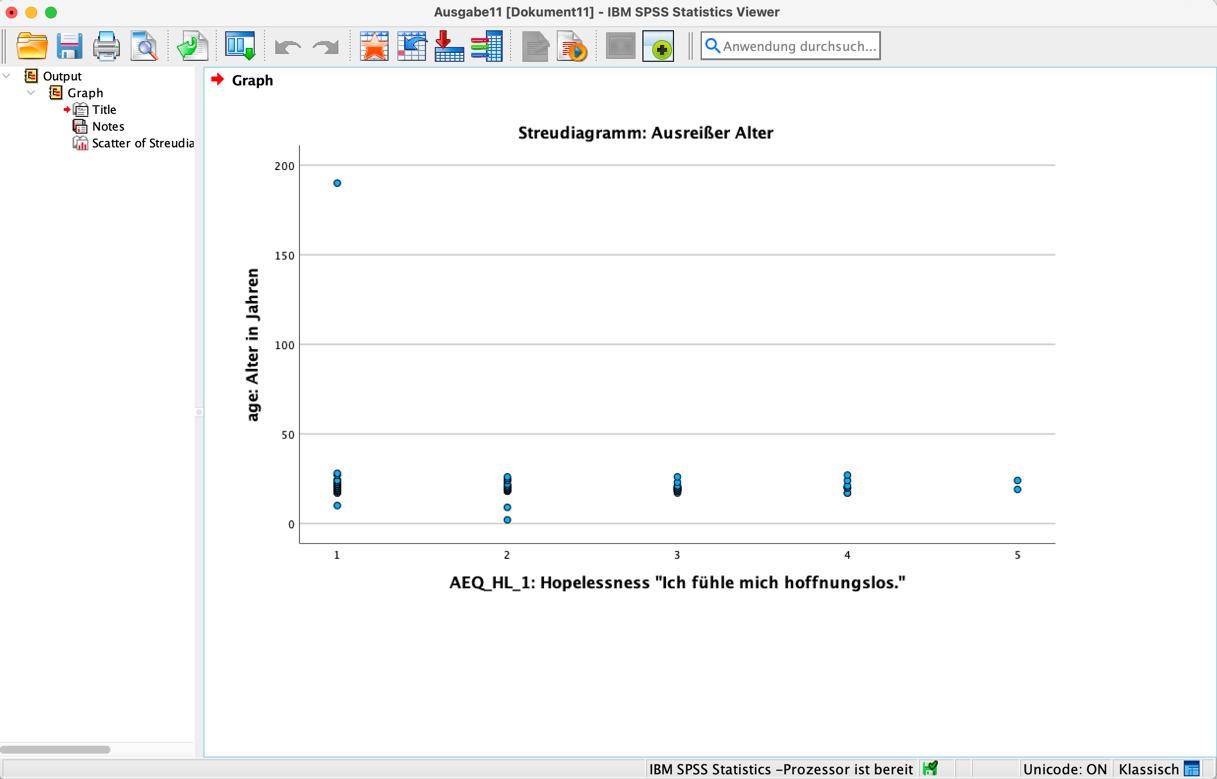 Ausgabe11 [Dokument11] - IBM SPSS Statistics Viewer
Anwendung durchsuch...
Output
Graph
Title
Notes
Scatter of Streudia
Graph
Streudiagramm: Ausreißer Alter
200
150
100
50
0
age: Alter in Jahren
1 2 3 4 5
AEQ_HL_1: Hopelessness "Ich fühle mich hoffnungslos."
IBM SPSS Statistics -Prozessor ist bereit Unicode: ON Klassisch